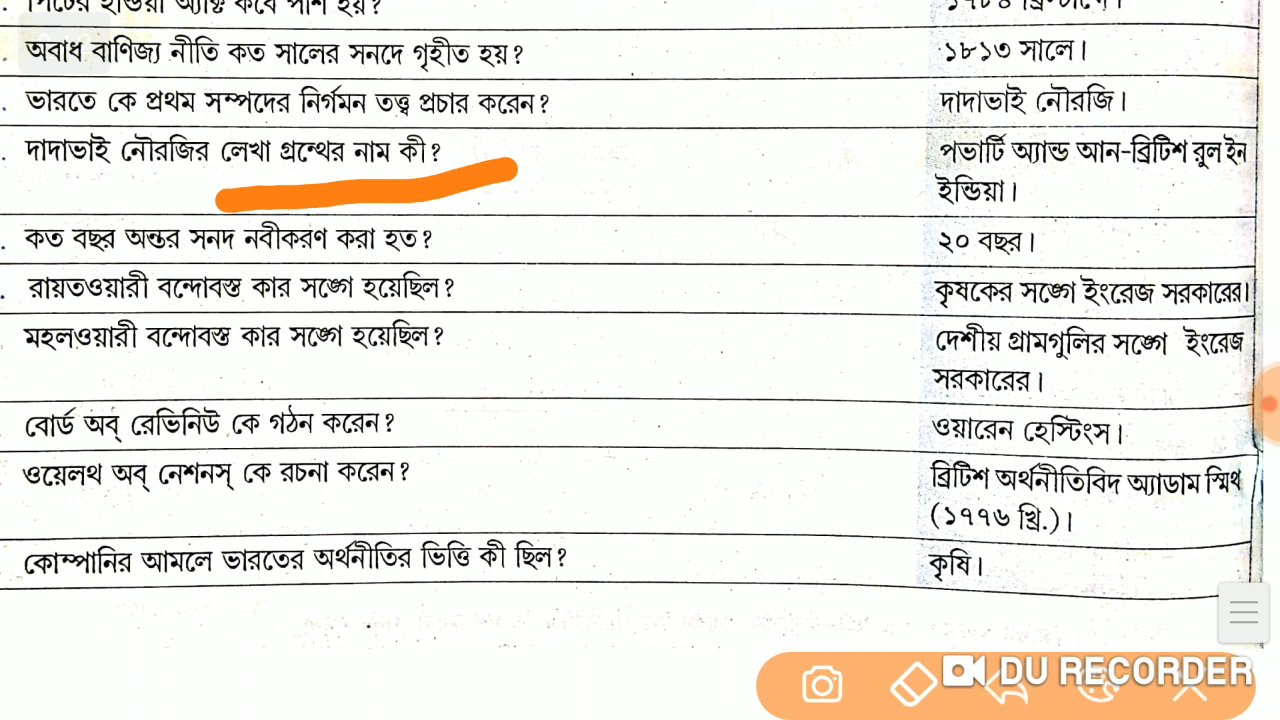 পিটের ইন্ডিয়া অ্যাক্ট কবে পাশ হয়?
অবাধ বাণিজ্য নীতি কত সালের সনদে গৃহীত হয়? ১৮১৩ সালে।
ভারতে কে প্রথম সম্পদের নির্গমন তত্ত্ব প্রচার করেন? দাদাভাই নৌরজি।
দাদাভাই নৌরজির লেখা গ্রন্থের নাম কী? পভার্টি অ্যান্ড আন-ব্রিটিশ রুল ইন
ইন্ডিয়া।
কত বছর অন্তর সনদ নবীকরণ করা হত? ২০ বছর।
রায়তওয়ারী বন্দোবস্ত কার সঙ্গে হয়েছিল? কৃষকের সঙ্গে ইংরেজ সরকারের।
মহলওয়ারী বন্দোবস্ত কার সঙ্গে হয়েছিল? দেশীয় গ্রামগুলির সঙ্গে ইংরেজ
সরকারের।
বোর্ড অব্ রেভিনিউ কে গঠন করেন? ওয়ারেন হেস্টিংস।
ওয়েলথ অব্ নেশনস্ কে রচনা করেন? ব্রিটিশ অর্থনীতিবিদ অ্যাডাম স্মিথ
(১৭৭৬ খ্রি.)।
কোম্পানির আমলে ভারতের অর্থনীতির ভিত্তি কী ছিল? কৃষি।
DU RECORDER